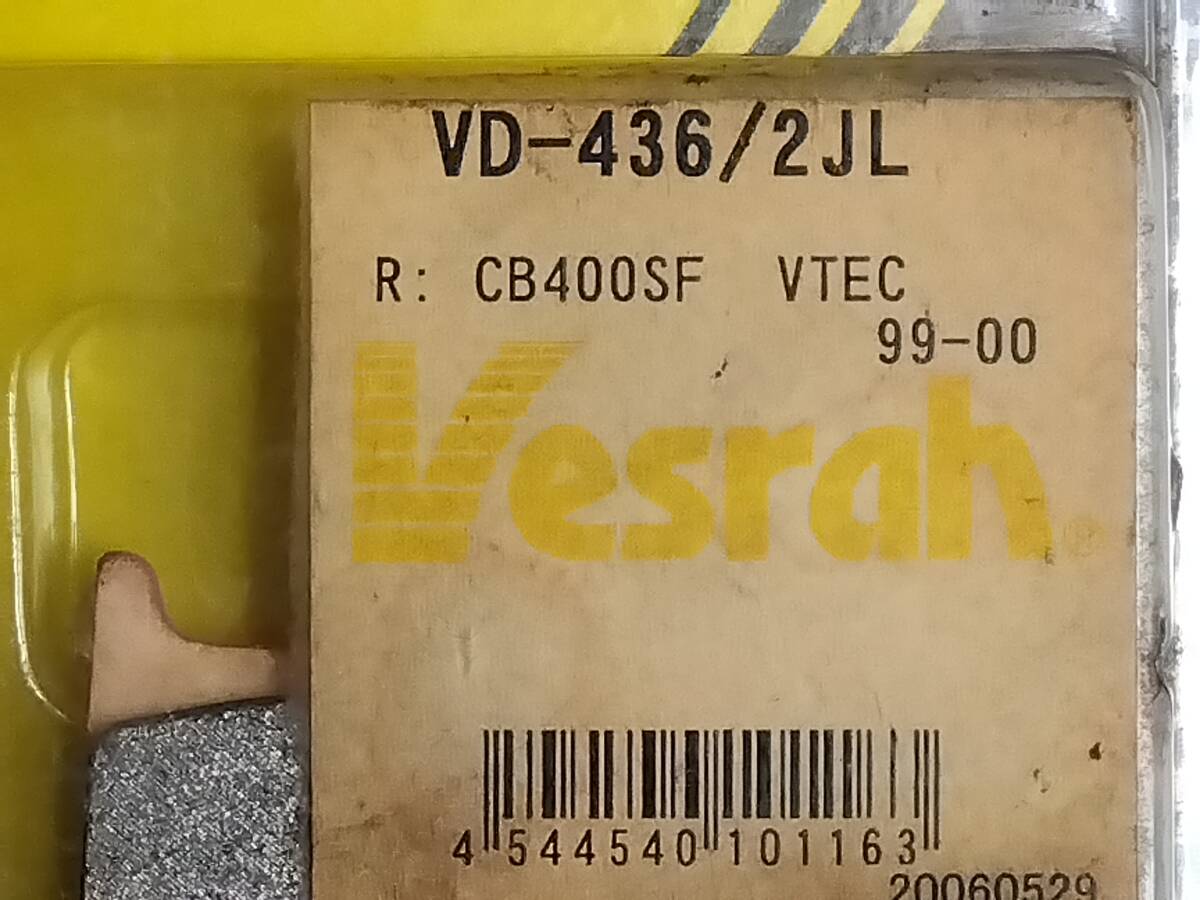 VD-436/2JL
R: CB400SF VTEC
99-00
Vesrah®
4 544540 101163
20060529